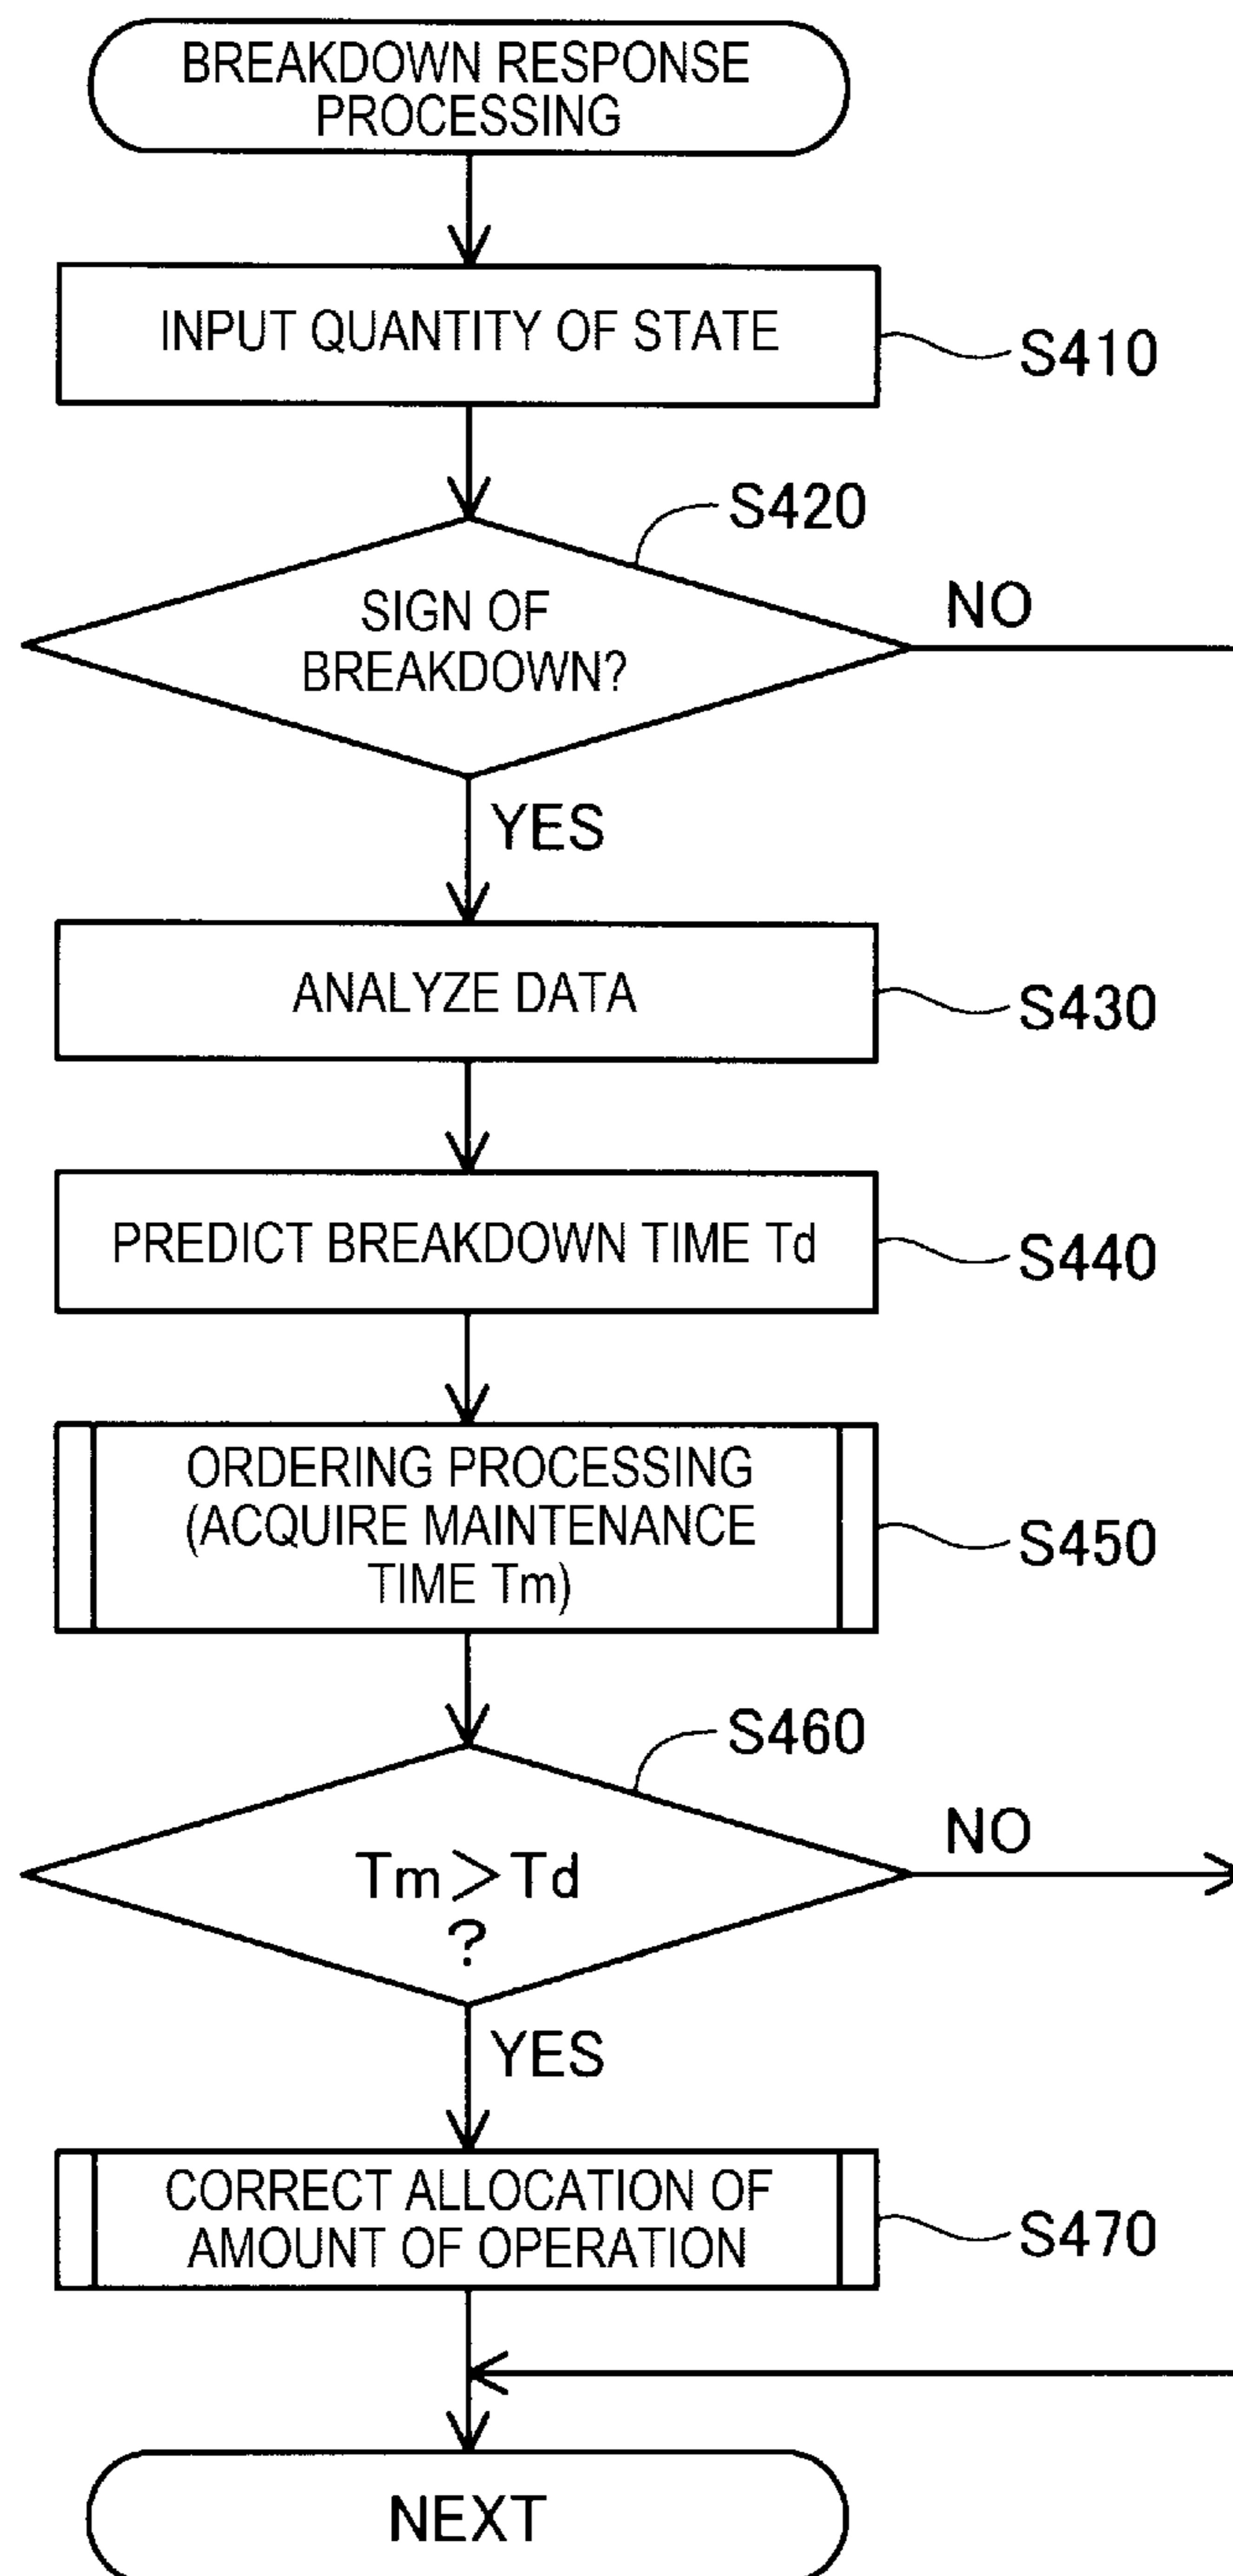 BREAKDOWN RESPONSE
PROCESSING
INPUT QUANTITY OF STATE
S410
S420
SIGN OF
BREAKDOWN?
NO
YES
ANALYZE DATA
S430
PREDICT BREAKDOWN TIME Td
S440
ORDERING PROCESSING
(ACQUIRE MAINTENANCE
TIME Tm)
S450
S460
Tm>Td
?
NO
YES
CORRECT ALLOCATION OF
AMOUNT OF OPERATION
S470
NEXT